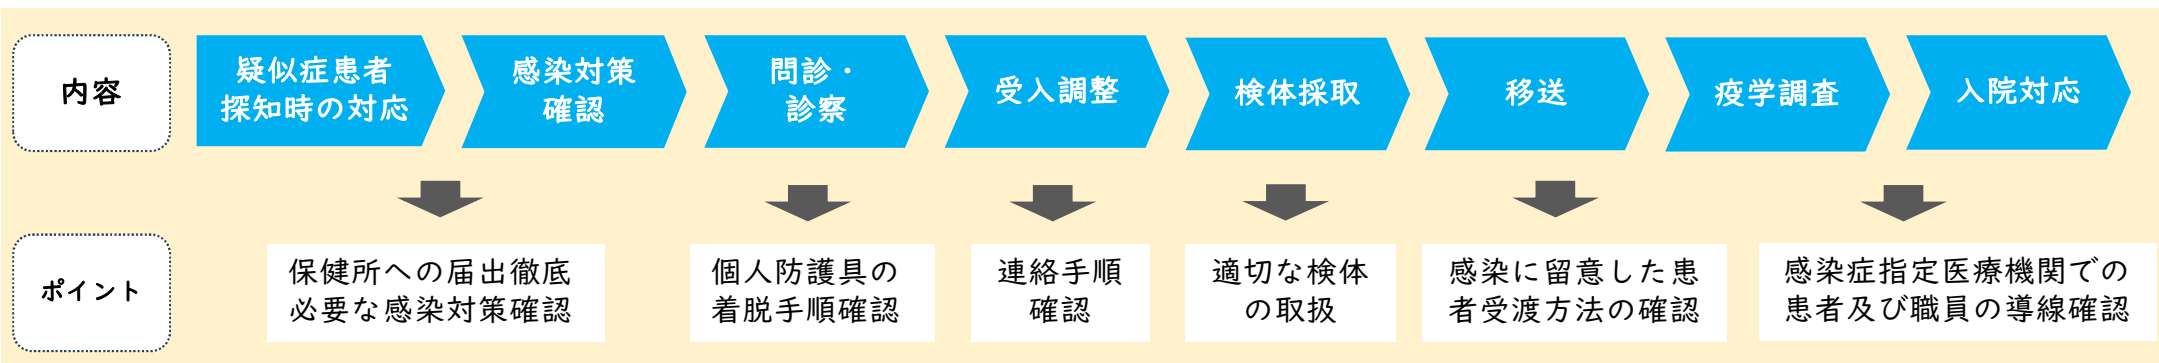 内容
疑似症患者
探知時の対応
感染対策
確認
問診・
診察
受入調整
検体採取
移送
疫学調査
入院対応
ポイント
保健所への届出徹底
必要な感染対策確認
個人防護具の
着脱手順確認
連絡手順
確認
適切な検体
の取扱
感染に留意した患
者受渡方法の確認
感染症指定医療機関での
患者及び職員の導線確認